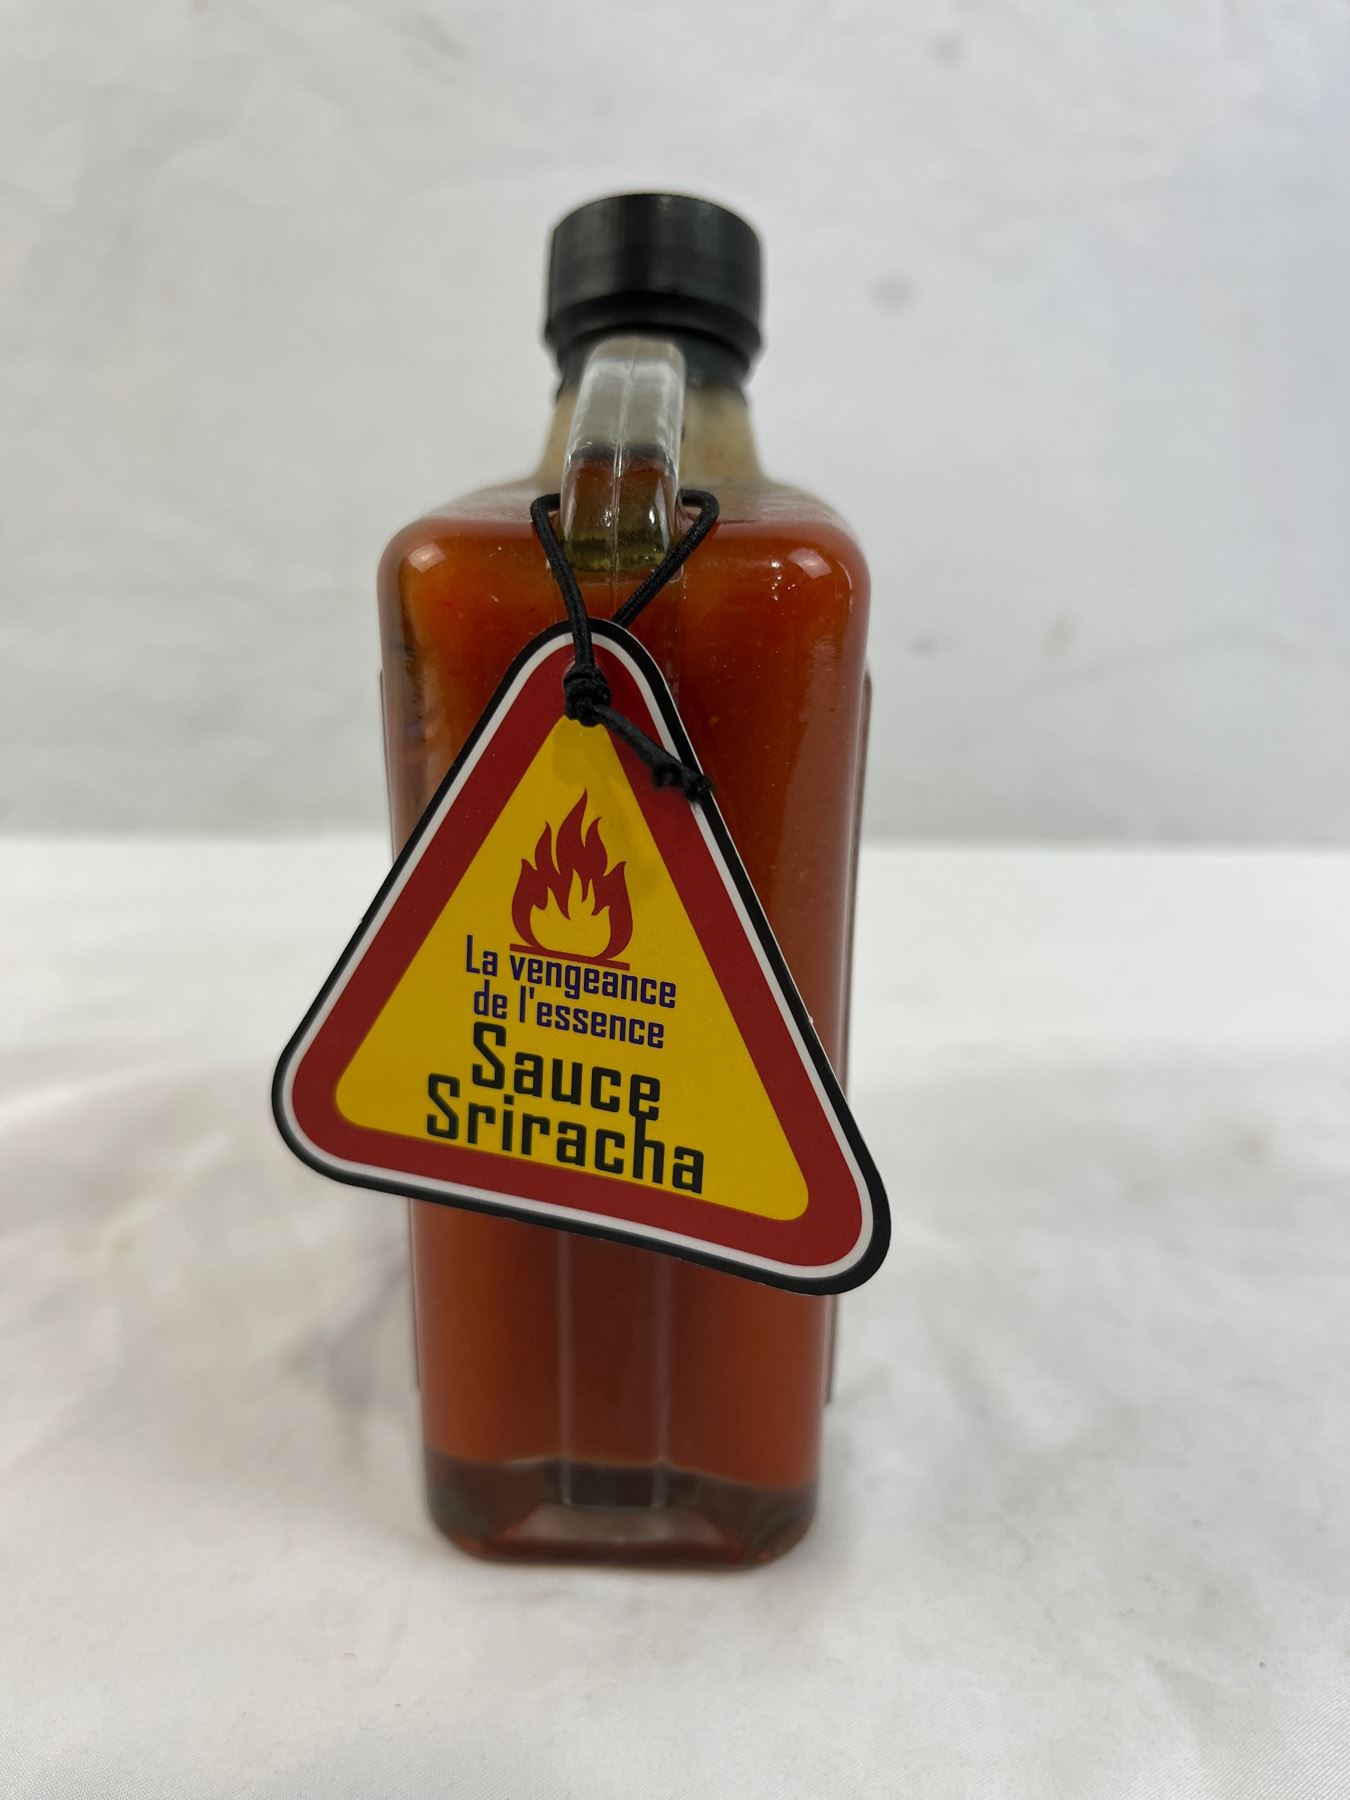 La vengeance
de l'essence
Sauce
Sriracha